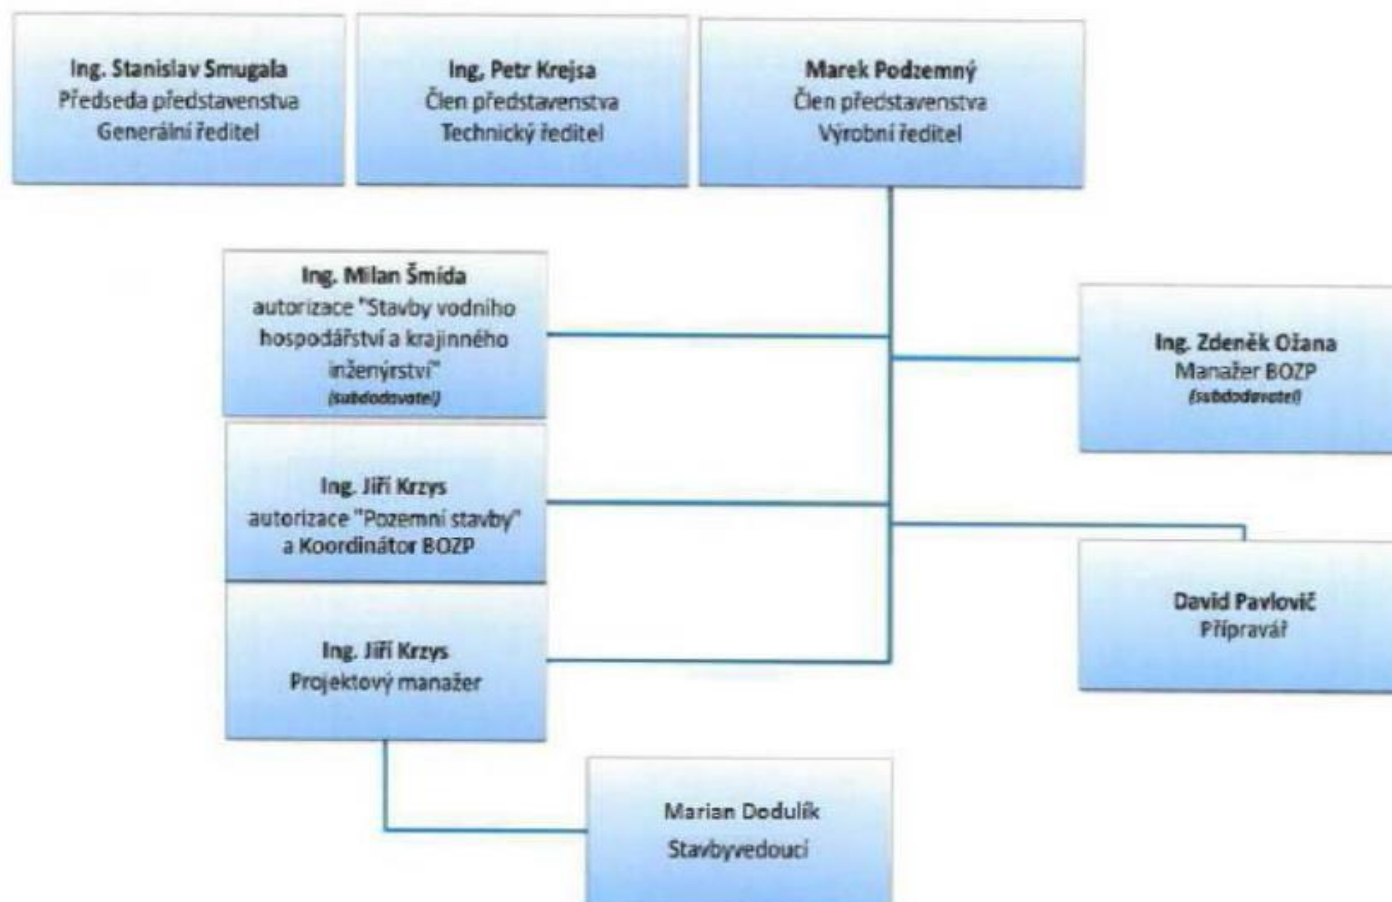 Ing. Stanislav Smugala
Předseda představenstva
Generální ředitel
Ing, Petr Krejsa
Člen představenstva
Technický ředitel
Marek Podzemný
Člen představenstva
Výrobní ředitel
Ing. Milan Šmída
autorizace "Stavby vodního
hospodářství a krajinného
inženýrství"
(subdodavatel)
Ing. Zdeněk Ožana
Manažer BOZP
(subdodavatel)
Ing. Jiří Krzys
autorizace "Pozemní stavby"
a Koordinátor BOZP
David Pavlovič
Přípravář
Ing. Jiří Krzys
Projektový manažer
Marian Dodulík
Stavbyvedoucí